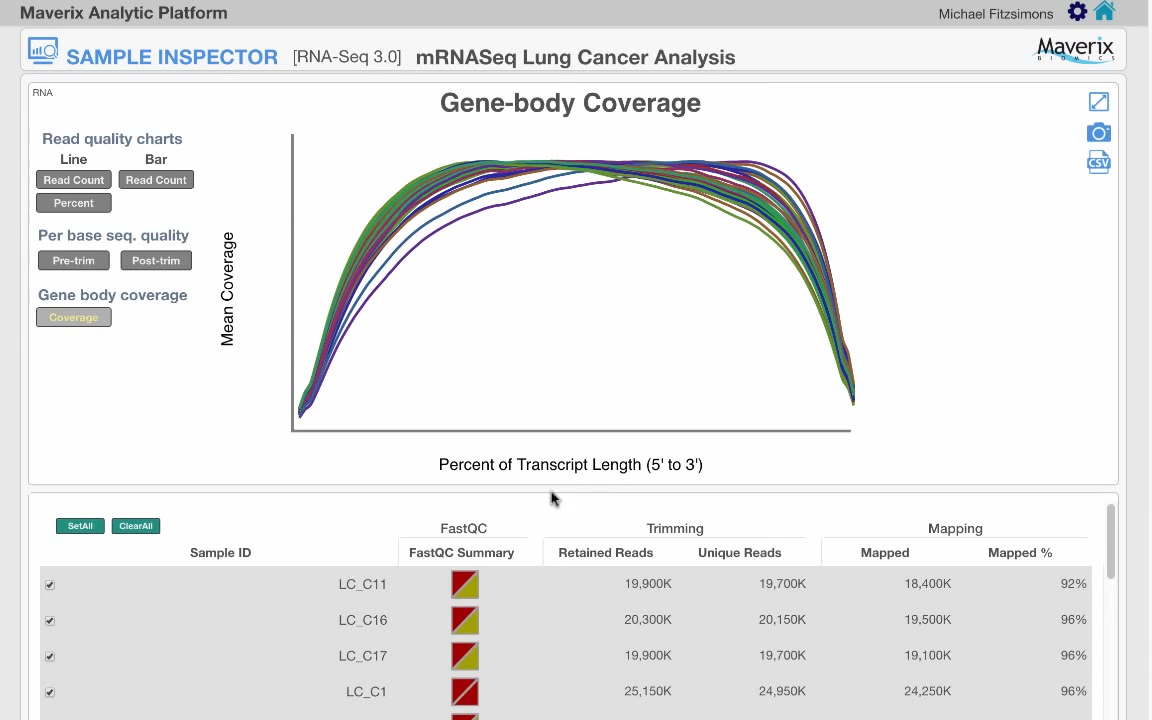 Maverix Analytic Platform
Michael Fitzsimons
SAMPLE INSPECTOR [RNA-Seq 3.0] mRNASeq Lung Cancer Analysis
Maverix
BIOMICS
RNA
Gene-body Coverage
CSV
Read quality charts
Line Bar
Read Count Read Count
Percent
Per base seq. quality
Pre-trim Post-trim
Gene body coverage
Coverage
Mean Coverage
Percent of Transcript Length (5' to 3')
SetAll ClearAll
FastQC Trimming Mapping
Sample ID FastQC Summary Retained Reads Unique Reads Mapped Mapped %
LC_C11 19,900K 19,700K 18,400K 92%
LC_C16 20,300K 20,150K 19,500K 96%
LC_C17 19,900K 19,700K 19,100K 96%
LC_C1 25,150K 24,950K 24,250K 96%